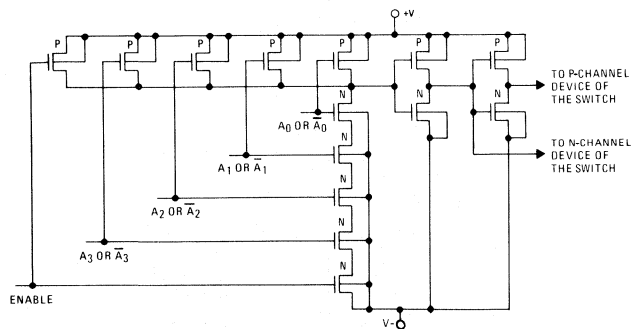 +V
P P P P P P P
N N
TO P-CHANNEL
DEVICE OF
THE SWITCH
A0 OR A̅0
N
TO N-CHANNEL
DEVICE OF
THE SWITCH
A1 OR A̅1
N
A2 OR A̅2
N
A3 OR A̅3
N
ENABLE
V-